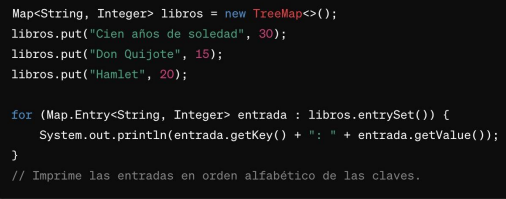 Map<String, Integer> libros = new TreeMap<>();
libros.put("Cien años de soledad", 30);
libros.put("Don Quijote", 15);
libros.put("Hamlet", 20);
for (Map.Entry<String, Integer> entrada : libros.entrySet()) {
System.out.println(entrada.getKey() + ": " + entrada.getValue());
}
// Imprime las entradas en orden alfabético de las claves.